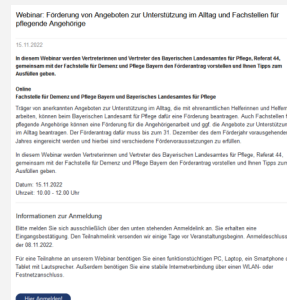 Webinar: Förderung von Angeboten zur Unterstützung im Alltag und Fachstellen für
pflegende Angehörige
15.11.2022
In diesem Webinar werden Vertreterinnen und Vertreter des Bayerischen Landesamtes für Pflege, Referat 44,
gemeinsam mit der Fachstelle für Demenz und Pflege Bayern den Förderantrag vorstellen und Ihnen Tipps zum
Ausfüllen geben.
Online
Fachstelle für Demenz und Pflege Bayern und Bayerisches Landesamtes für Pflege
Träger von anerkannten Angeboten zur Unterstützung im Alltag, die mit ehrenamtlichen Helferinnen und Helfern
arbeiten, können beim Bayerischen Landesamt für Pflege dafür eine Förderung beantragen. Auch Fachstellen f
pflegende Angehörige können eine Förderung für die Angehörigenarbeit und ggf. die Angebote zur Unterstützun
im Alltag beantragen. Der Förderantrag dafür muss bis zum 31. Dezember des dem Förderjahr vorausgehende
Jahres eingereicht werden und hierbei sind verschiedene Fördervoraussetzungen zu erfüllen.
In diesem Webinar werden Vertreterinnen und Vertreter des Bayerischen Landesamtes für Pflege, Referat 44,
gemeinsam mit der Fachstelle für Demenz und Pflege Bayern den Förderantrag vorstellen und Ihnen Tipps zum
Ausfüllen geben.
Datum: 15.11.2022
Uhrzeit: 10.00 - 12.00 Uhr
Informationen zur Anmeldung
Bitte melden Sie sich ausschließlich über den unten stehenden Anmeldelink an. Sie erhalten eine
Eingangsbestätigung. Den Teilnahmelink versenden wir einige Tage vor Veranstaltungsbeginn. Anmeldeschluss
der 08.11.2022.
Für eine Teilnahme an unserem Webinar benötigen Sie einen funktionstüchtigen PC, Laptop, ein Smartphone o
Tablet mit Lautsprecher. Außerdem benötigen Sie eine stabile Internetverbindung über einen WLAN- oder
Festnetzanschluss.
Hier Anmelden!